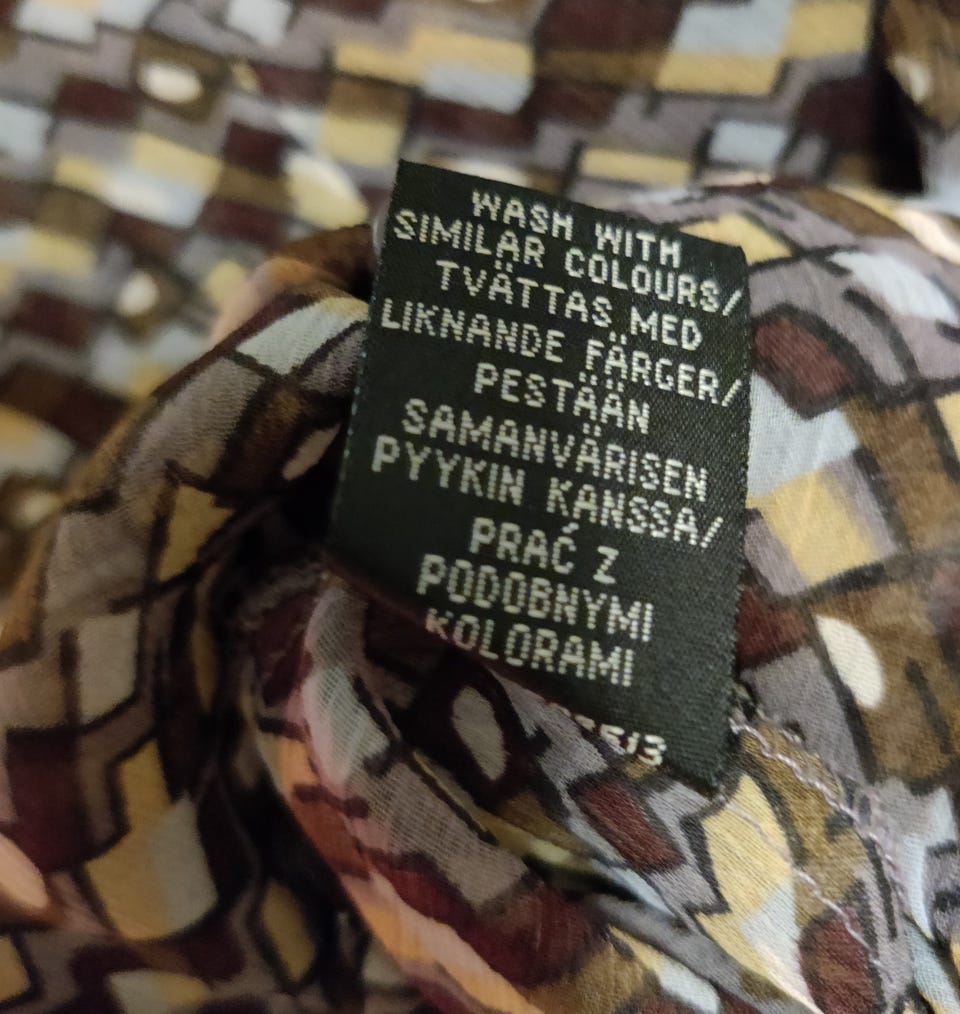 WASH WITH
SIMILAR COLOURS/
TVÄTTAS MED
LIKNANDE FÄRGER/
PESTÄÄN
SAMANVÄRISEN
PYYKIN KANSSA/
PRAĆ Z
PODOBNYMI
KOLORAMI